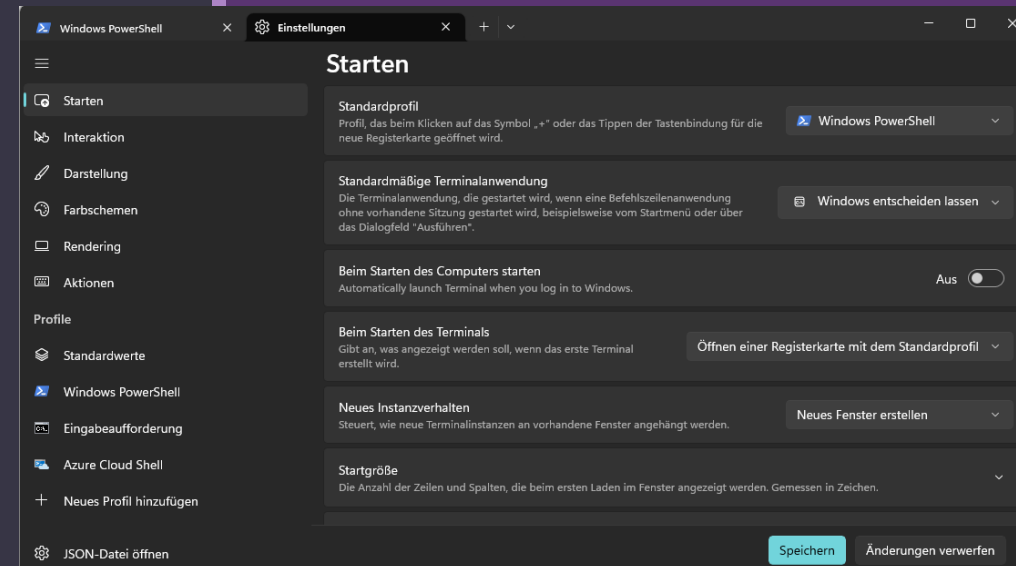 Windows PowerShell
Einstellungen
Starten
Starten
Interaktion
Darstellung
Farbschemen
Rendering
Aktionen
Profile
Standardwerte
Windows PowerShell
Eingabeaufforderung
Azure Cloud Shell
Neues Profil hinzufügen
JSON-Datei öffnen
Standardprofil
Profil, das beim Klicken auf das Symbol „+" oder das Tippen der Tastenbindung für die
neue Registerkarte geöffnet wird.
Windows PowerShell
Standardmäßige Terminalanwendung
Die Terminalanwendung, die gestartet wird, wenn eine Befehlszeilenanwendung
ohne vorhandene Sitzung gestartet wird, beispielsweise vom Startmenü oder über
das Dialogfeld "Ausführen".
Windows entscheiden lassen
Beim Starten des Computers starten
Automatically launch Terminal when you log in to Windows.
Aus
Beim Starten des Terminals
Gibt an, was angezeigt werden soll, wenn das erste Terminal
erstellt wird.
Öffnen einer Registerkarte mit dem Standardprofil
Neues Instanzverhalten
Steuert, wie neue Terminalinstanzen an vorhandene Fenster angehängt werden.
Neues Fenster erstellen
Startgröße
Die Anzahl der Zeilen und Spalten, die beim ersten Laden im Fenster angezeigt werden. Gemessen in Zeichen.
Speichern
Änderungen verwerfen